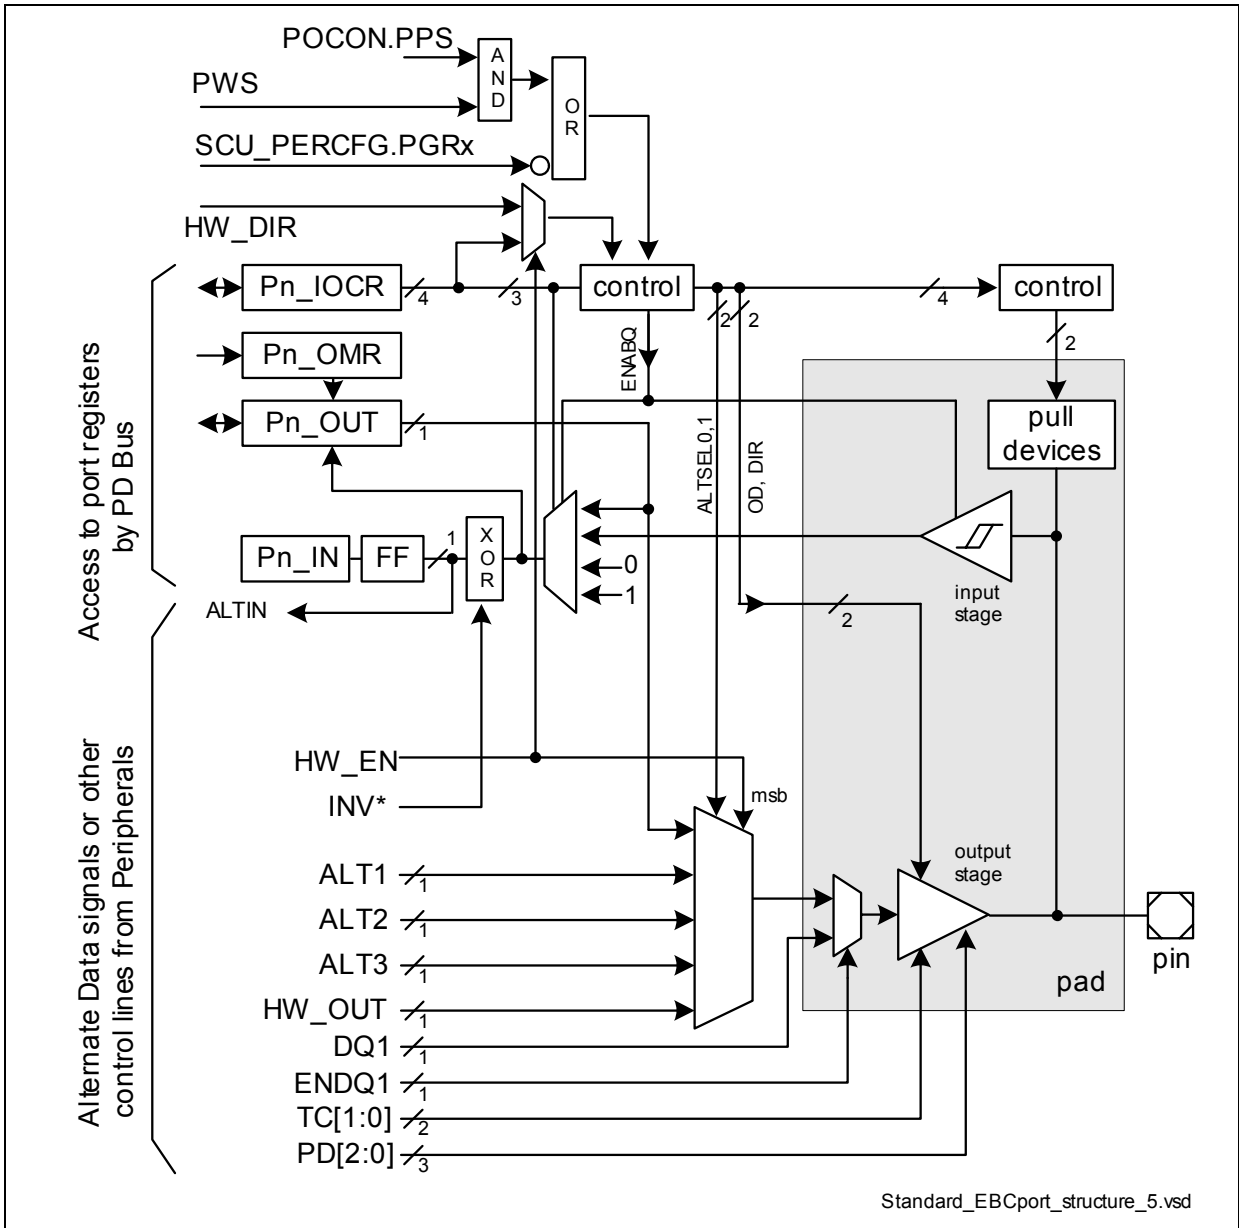 POCON.PPS
AND
PWS
OR
SCU_PERCFG.PGRx
HW_DIR
Pn_IOCR
4
3
control
2
2
4
control
Access to port registers
by PD Bus
Pn_OMR
ENABQ
2
Pn_OUT
1
ALTSEL0,1
OD, DIR
pull
devices
Pn_IN
FF
1
XOR
0
1
input
stage
ALTIN
2
Alternate Data signals or other
control lines from Peripherals
HW_EN
INV*
msb
ALT1
1
output
stage
ALT2
1
ALT3
1
pin
pad
HW_OUT
1
DQ1
1
ENDQ1
1
TC[1:0]
2
PD[2:0]
3
Standard_EBCport_structure_5.vsd